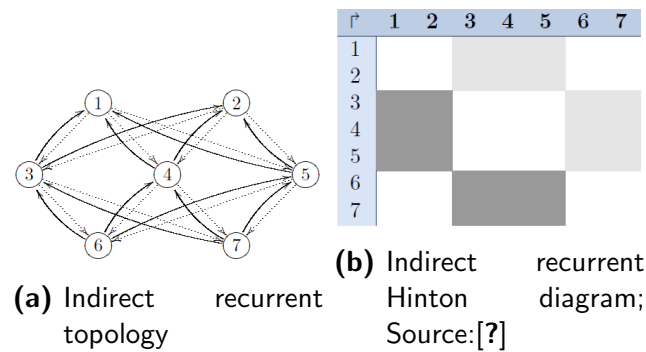 1 2
3 4 5
6 7
(a) Indirect recurrent
topology
↱ 1 2 3 4 5 6 7
1
2
3
4
5
6
7
(b) Indirect recurrent
Hinton diagram;
Source:[?]